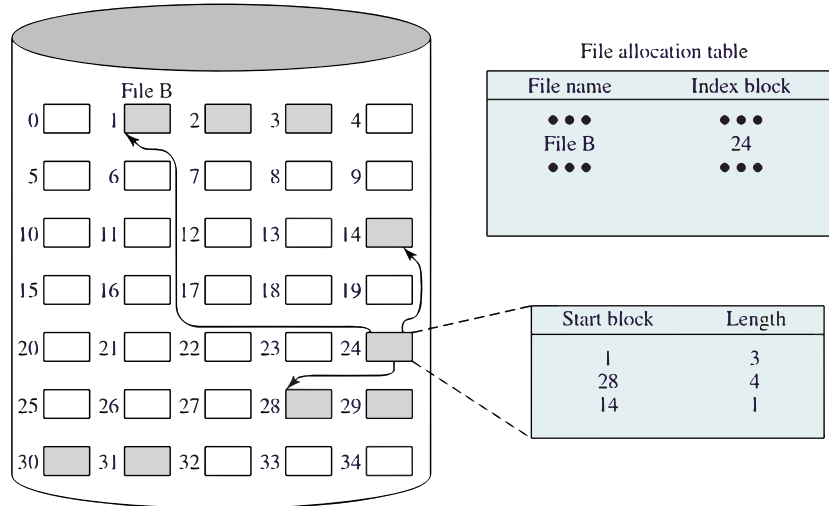 File B
0 1 2 3 4
5 6 7 8 9
10 11 12 13 14
15 16 17 18 19
20 21 22 23 24
25 26 27 28 29
30 31 32 33 34
File allocation table
File name Index block
••• •••
File B 24
••• •••
Start block Length
1 3
28 4
14 1